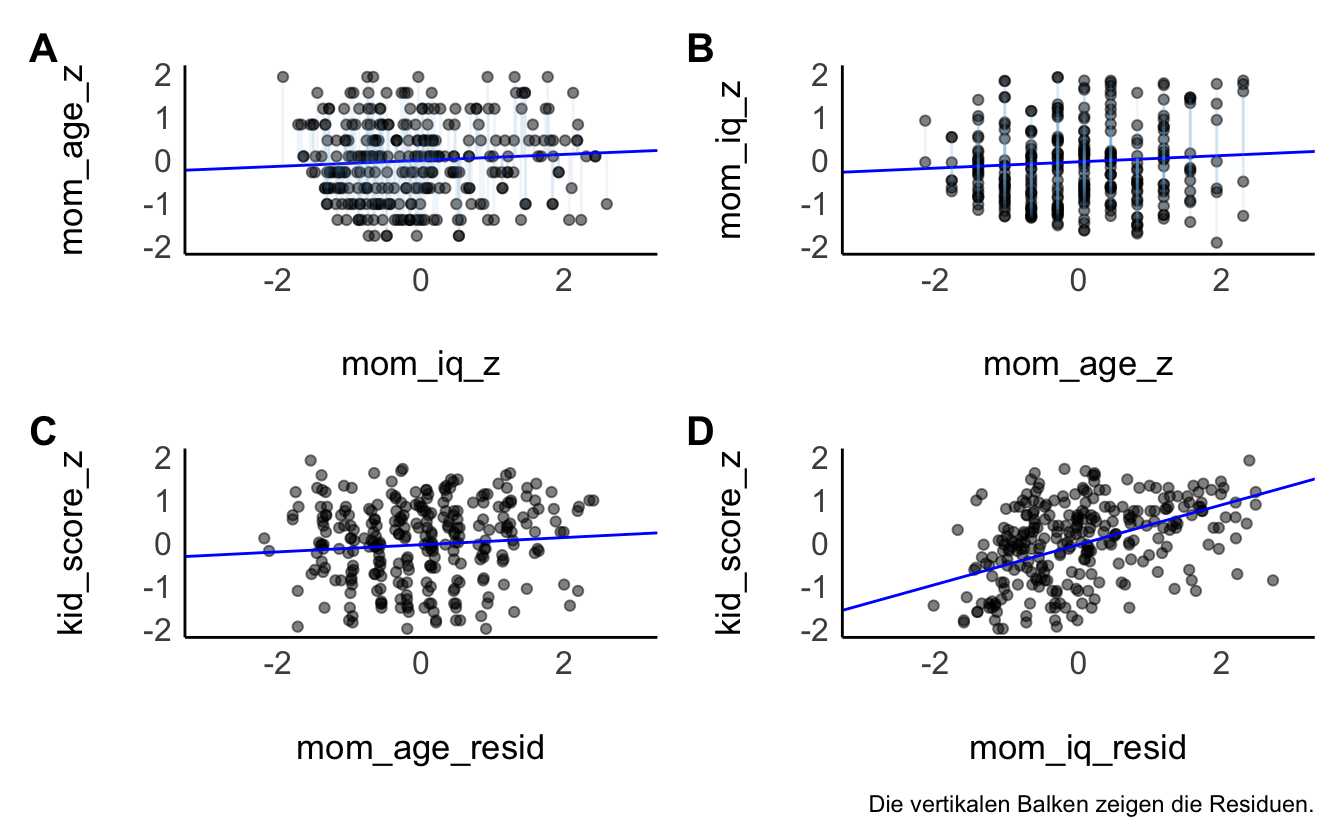 A
mom_age_z
2
1
0
-1
-2
-2 0 2
mom_iq_z
B
mom_iq_z
2
1
0
-1
-2
-2 0 2
mom_age_z
C
kid_score_z
2
1
0
-1
-2
-2 0 2
mom_age_resid
D
kid_score_z
2
1
0
-1
-2
-2 0 2
mom_iq_resid
Die vertikalen Balken zeigen die Residuen.